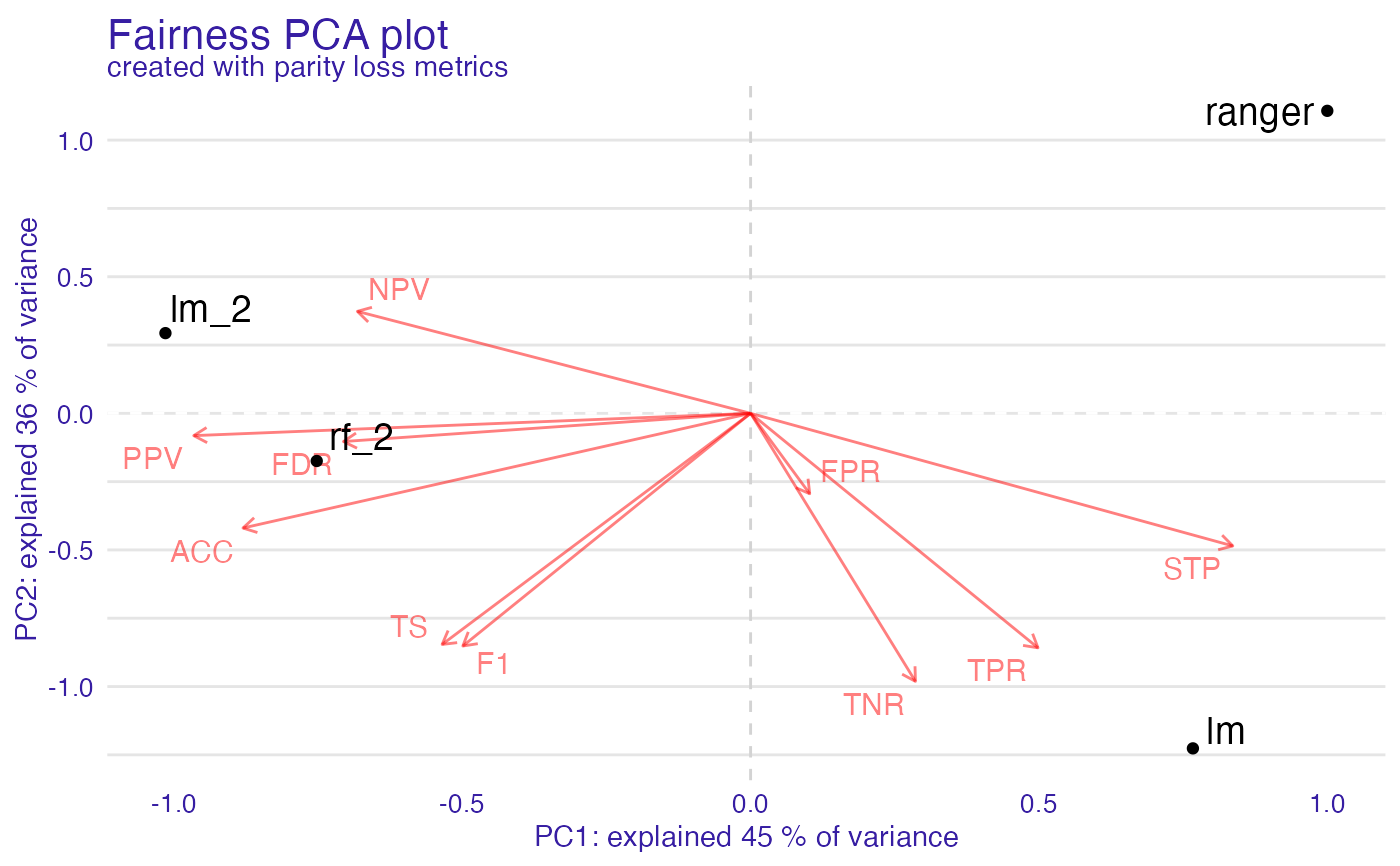 Fairness PCA plot
created with parity loss metrics
ranger
1.0
0.5
NPV
lm_2
0.0
rf_2
PPV
FDR
FPR
-0.5
ACC
STP
TS
F1
TPR
-1.0
TNR
lm
PC2: explained 36 % of variance
-1.0
-0.5
0.0
0.5
1.0
PC1: explained 45 % of variance